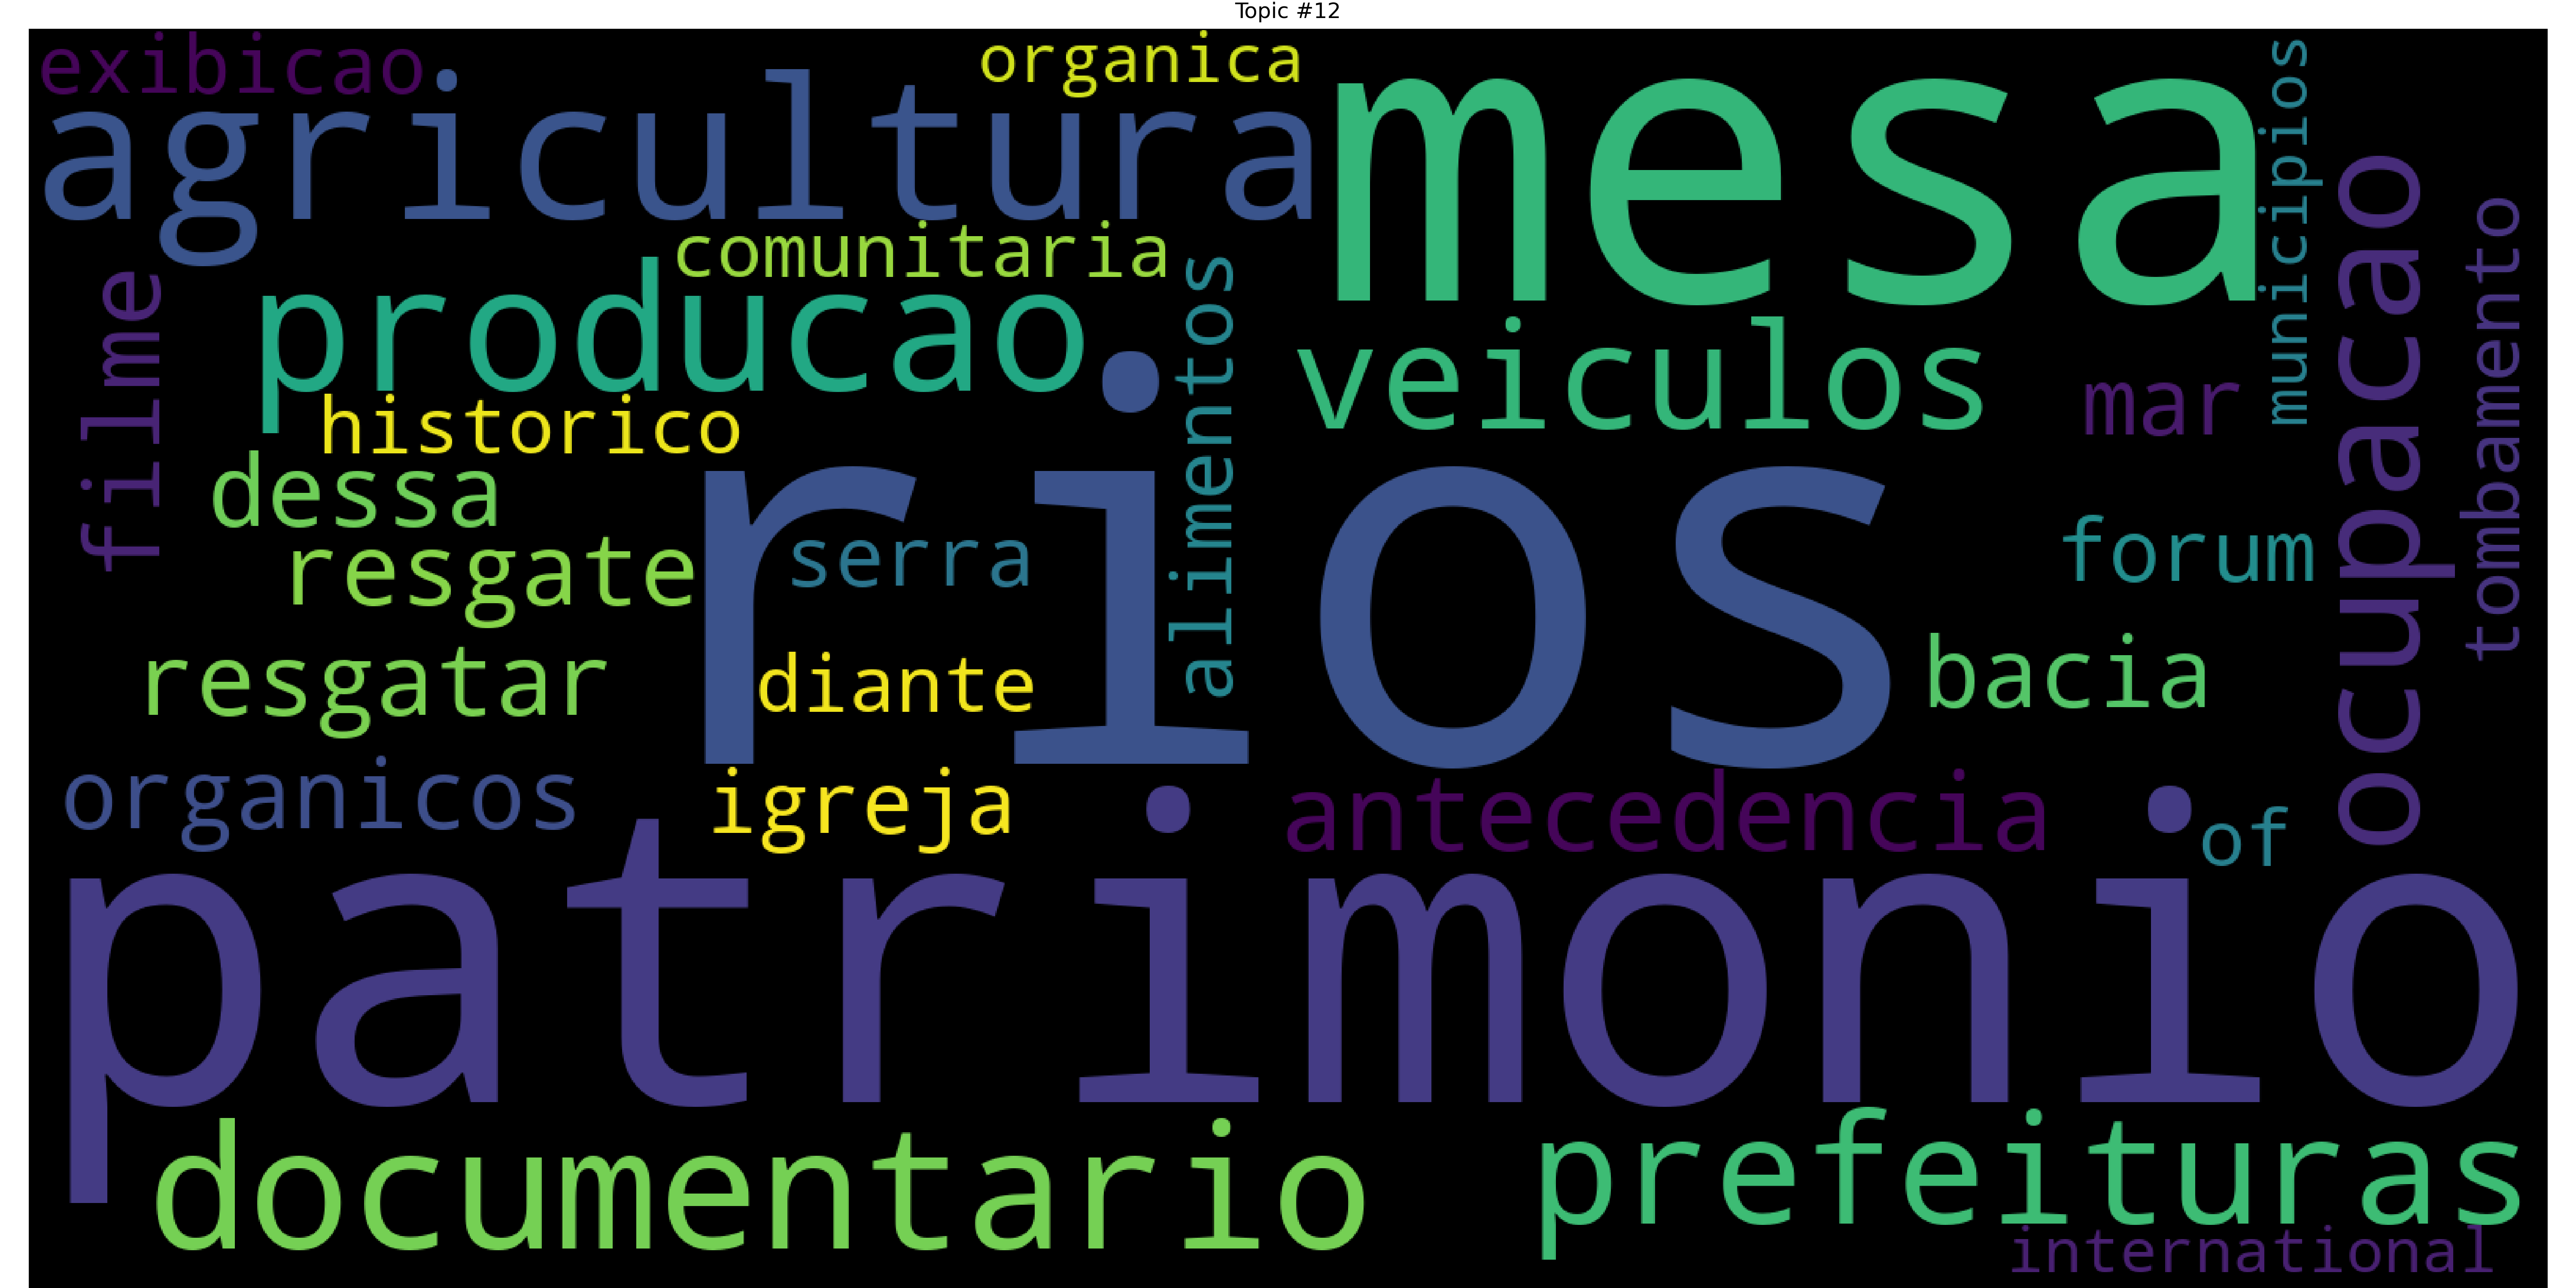 Topic #12
exibicao
organica
agricultura
mesa
municipios
comunitaria
filme
producao
alimentos
veiculos
mar
ocupacao
tombamento
historico
dessa
rios
serra
forum
resgate
resgatar
diante
bacia
organicos
igreja
antecedencia
of
patrimonio
documentario
prefeituras
international